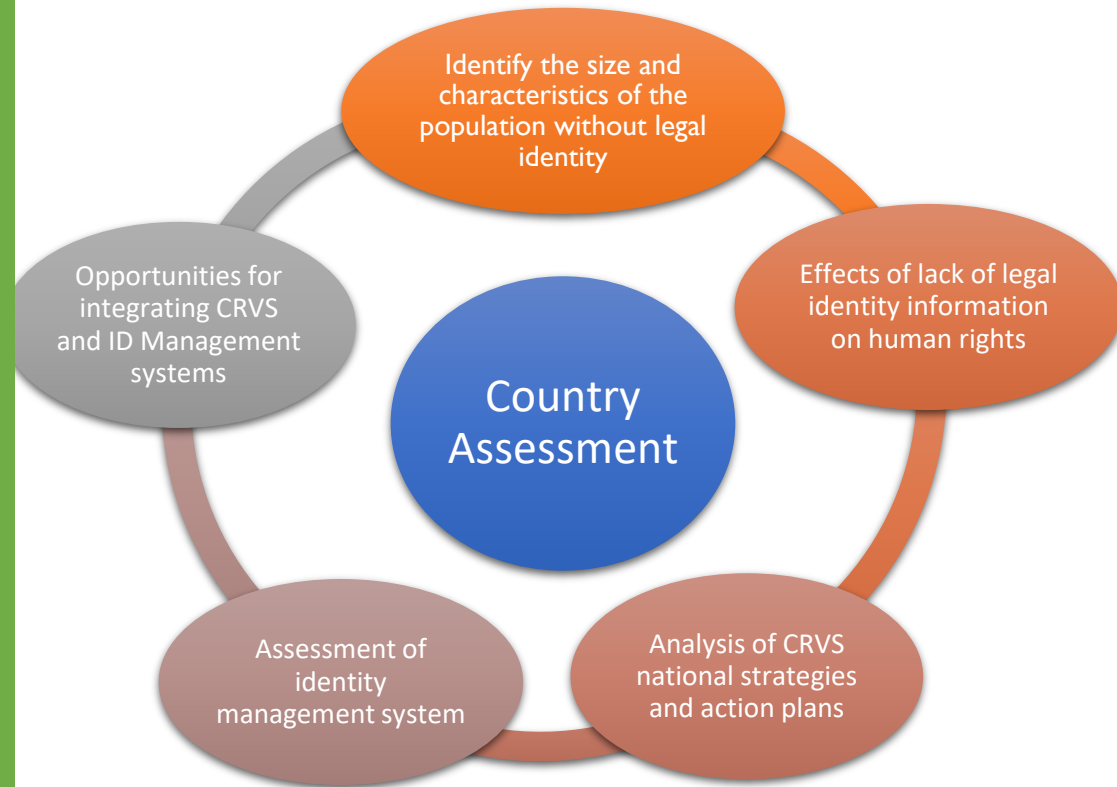 Identify the size and
characteristics of the
population without legal
identity
Effects of lack of legal
identity information
on human rights
Analysis of CRVS
national strategies
and action plans
Assessment of
identity
management system
Opportunities for
integrating CRVS
and ID Management
systems
Country
Assessment